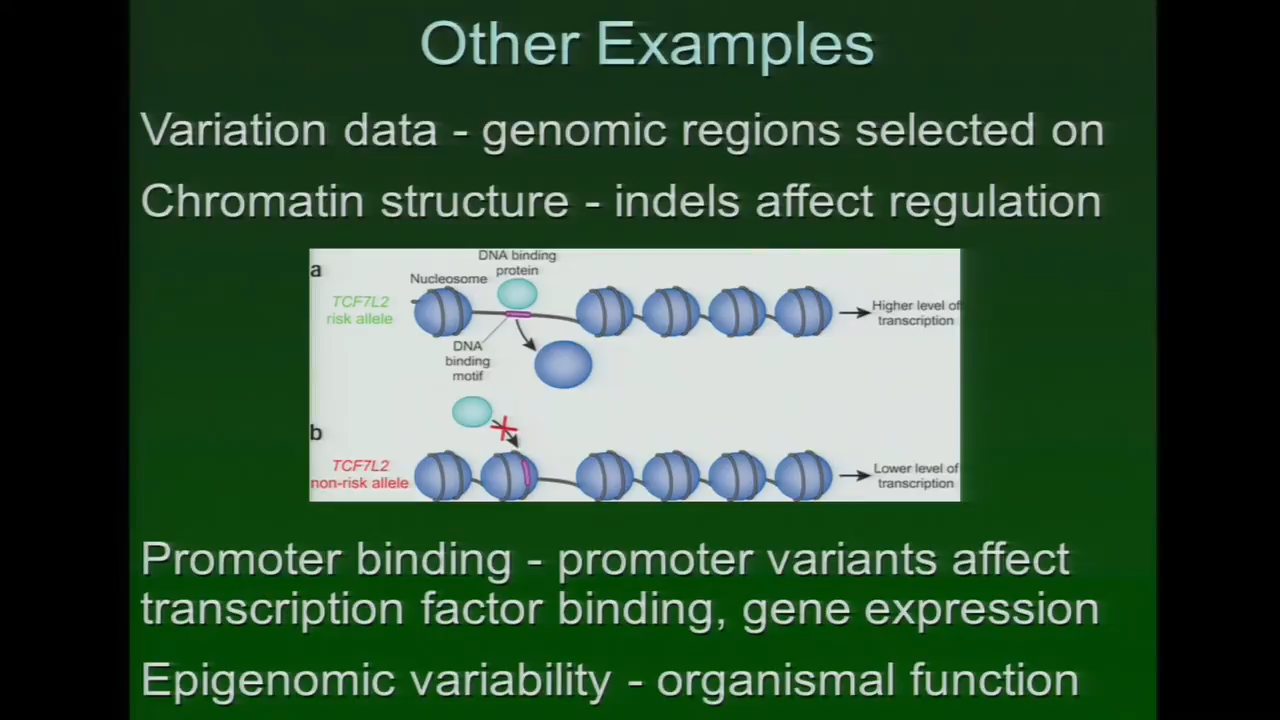 Other Examples
Variation data - genomic regions selected on
Chromatin structure - indels affect regulation
a
Nucleosome
DNA binding
protein
TCF7L2
risk allele
DNA
binding
motif
Higher level of
transcription
b
TCF7L2
non-risk allele
Lower level of
transcription
Promoter binding - promoter variants affect
transcription factor binding, gene expression
Epigenomic variability - organismal function